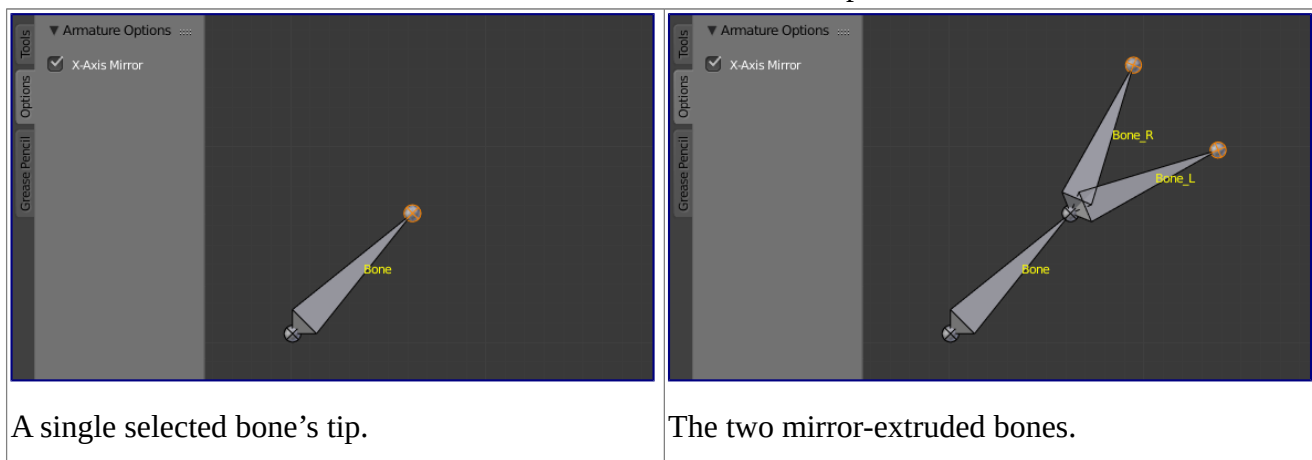 Tools
Options
Grease Pencil
▼ Armature Options
X-Axis Mirror
Bone
Tools
Options
Grease Pencil
▼ Armature Options
X-Axis Mirror
Bone_R
Bone_L
Bone
A single selected bone’s tip.
The two mirror-extruded bones.